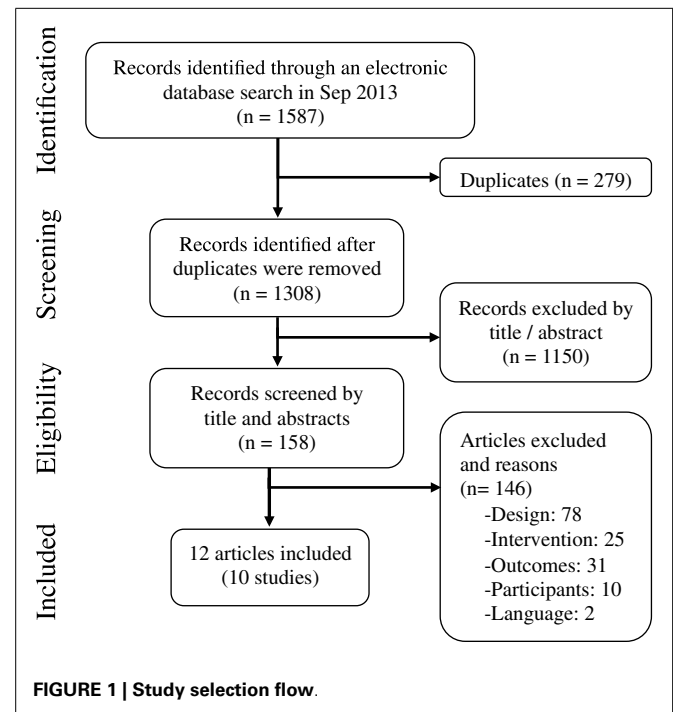 Identification
Records identified through an electronic
database search in Sep 2013
(n = 1587)
Duplicates (n = 279)
Screening
Records identified after
duplicates were removed
(n = 1308)
Records excluded by
title / abstract
(n = 1150)
Eligibility
Records screened by
title and abstracts
(n = 158)
Articles excluded
and reasons
(n= 146)
-Design: 78
-Intervention: 25
-Outcomes: 31
-Participants: 10
-Language: 2
Included
12 articles included
(10 studies)
FIGURE 1 | Study selection flow.